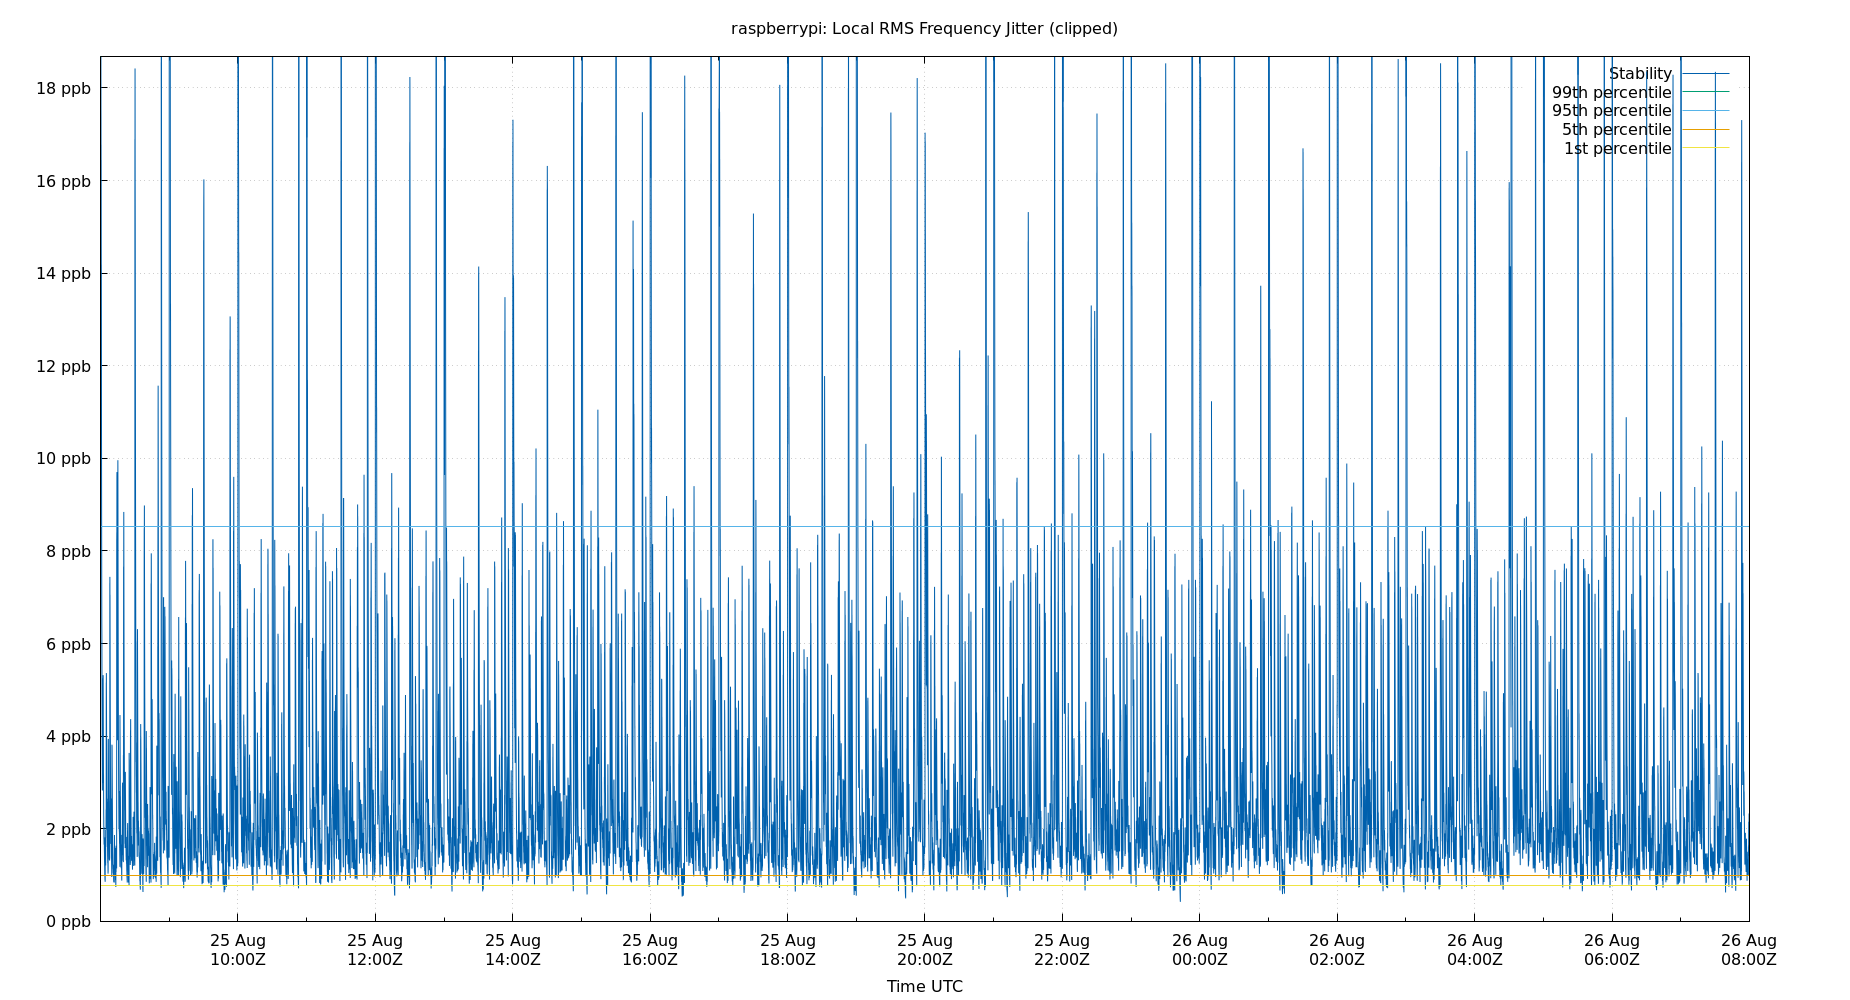 raspberrypi: Local RMS Frequency Jitter (clipped)
18 ppb
16 ppb
14 ppb
12 ppb
10 ppb
8 ppb
6 ppb
4 ppb
2 ppb
0 ppb
Stability
99th percentile
95th percentile
5th percentile
1st percentile
25 Aug 10:00Z
25 Aug 12:00Z
25 Aug 14:00Z
25 Aug 16:00Z
25 Aug 18:00Z
25 Aug 20:00Z
25 Aug 22:00Z
26 Aug 00:00Z
26 Aug 02:00Z
26 Aug 04:00Z
26 Aug 06:00Z
26 Aug 08:00Z
Time UTC